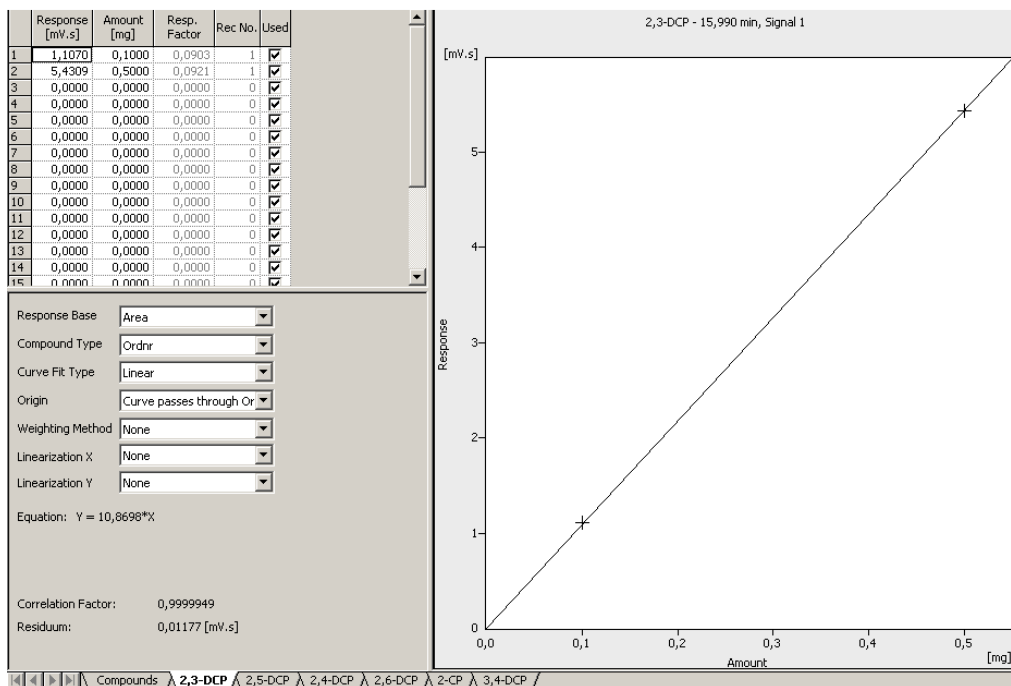 Response [mV.s] Amount [mg] Resp. Factor Rec No. Used
1 1,1070 0,1000 0,0903 1
2 5,4309 0,5000 0,0921 1
3 0,0000 0,0000 0,0000 0
4 0,0000 0,0000 0,0000 0
5 0,0000 0,0000 0,0000 0
6 0,0000 0,0000 0,0000 0
7 0,0000 0,0000 0,0000 0
8 0,0000 0,0000 0,0000 0
9 0,0000 0,0000 0,0000 0
10 0,0000 0,0000 0,0000 0
11 0,0000 0,0000 0,0000 0
12 0,0000 0,0000 0,0000 0
13 0,0000 0,0000 0,0000 0
14 0,0000 0,0000 0,0000 0
15 0,0000 0,0000 0,0000 0
Response Base Area
Compound Type Ordnr
Curve Fit Type Linear
Origin Curve passes through Or
Weighting Method None
Linearization X None
Linearization Y None
Equation: Y = 10,8698*X
Correlation Factor: 0,9999949
Residuum: 0,01177 [mV.s]
2,3-DCP - 15,990 min, Signal 1
[mV.s]
5
4
Response
3
2
1
0
0,0 0,1 0,2 0,3 0,4 0,5
Amount [mg]
Compounds 2,3-DCP 2,5-DCP 2,4-DCP 2,6-DCP 2-CP 3,4-DCP